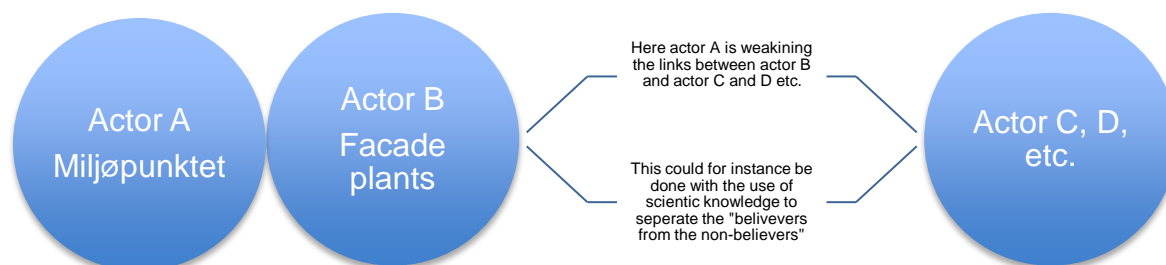 Actor A
Miljøpunktet
Actor B
Facade
plants
Here actor A is weakining
the links between actor B
and actor C and D etc.
This could for instance be
done with the use of
scientic knowledge to
seperate the "belivevers
from the non-believers"
Actor C, D,
etc.